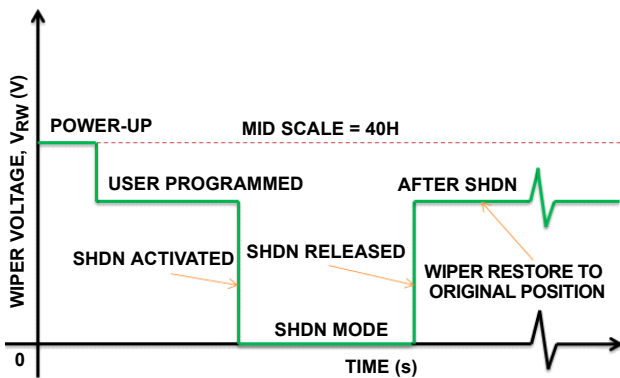 WIPER VOLTAGE, VRW (V)
POWER-UP
MID SCALE = 40H
USER PROGRAMMED
AFTER SHDN
SHDN ACTIVATED
SHDN RELEASED
WIPER RESTORE TO
ORIGINAL POSITION
SHDN MODE
0
TIME (s)